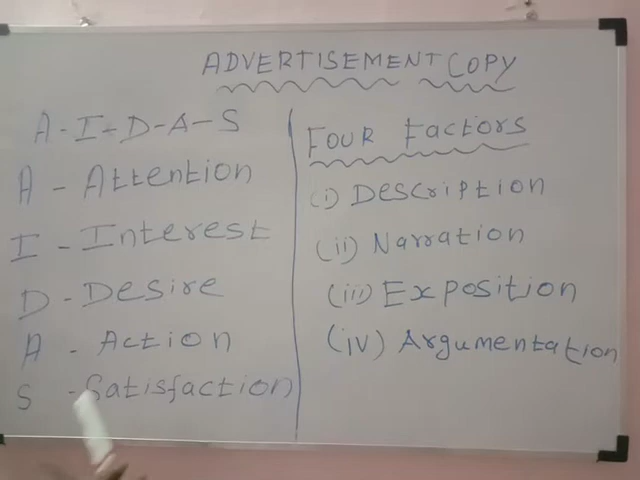 ADVERTISEMENT COPY
A-I-D-A-S
A - Attention
I - Interest
D - Desire
A - Action
S - Satisfaction
FOUR Factors
(i) Description
(ii) Narration
(iii) Exposition
(iv) Argumentation